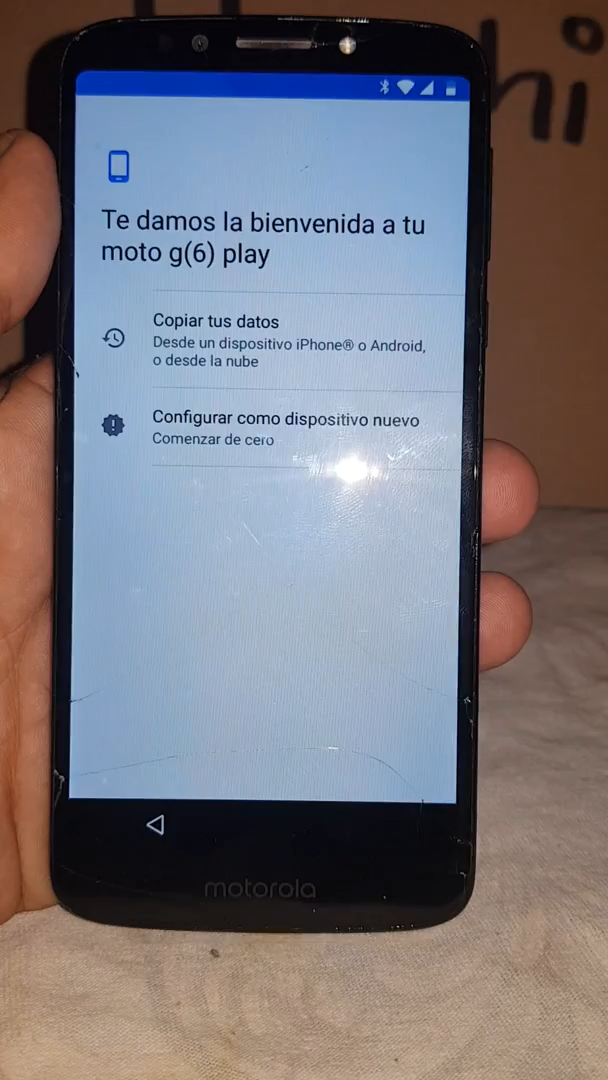 hi
Te damos la bienvenida a tu
moto g(6) play
Copiar tus datos
Desde un dispositivo iPhone® o Android,
o desde la nube
Configurar como dispositivo nuevo
Comenzar de cero
motorola